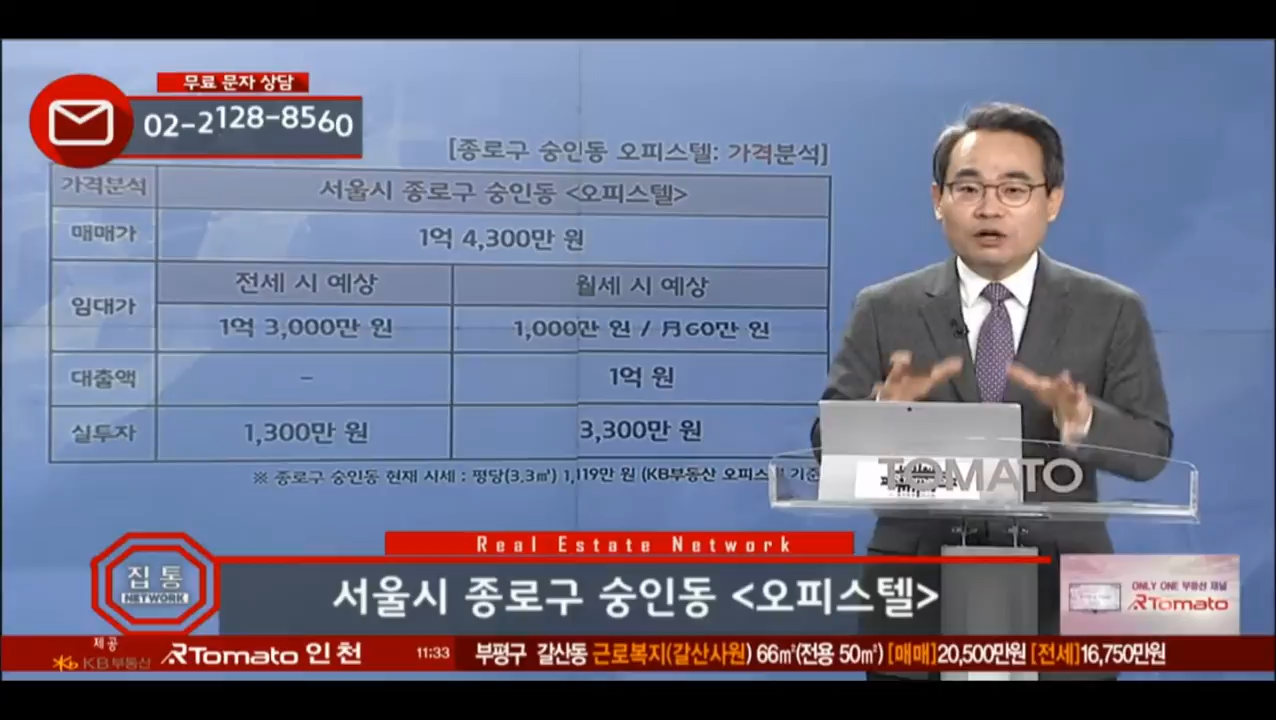 무료 문자 상담
02-2128-8560
[종로구 숭인동 오피스텔: 가격분석]
가격분석 서울시 종로구 숭인동 <오피스텔>
매매가 1억 4,300만 원
임대가 전세 시 예상 월세 시 예상
1억 3,000만 원 1,000만 원 / 月60만 원
대출액 - 1억 원
실투자 1,300만 원 3,300만 원
※ 종로구 숭인동 현재 시세 : 평당(3.3㎡) 1,119만 원 (KB부동산 오피스텔 기준
TOMATO
Real Estate Network
집통
NETWORK
서울시 종로구 숭인동 <오피스텔>
ONLY ONE 부동산 채널
RTomato
제공
KB부동산 RTomato 인천 11:33 부평구 갈산동 근로복지(갈산사원) 66㎡(전용 50㎡) [매매]20,500만원 [전세]16,750만원